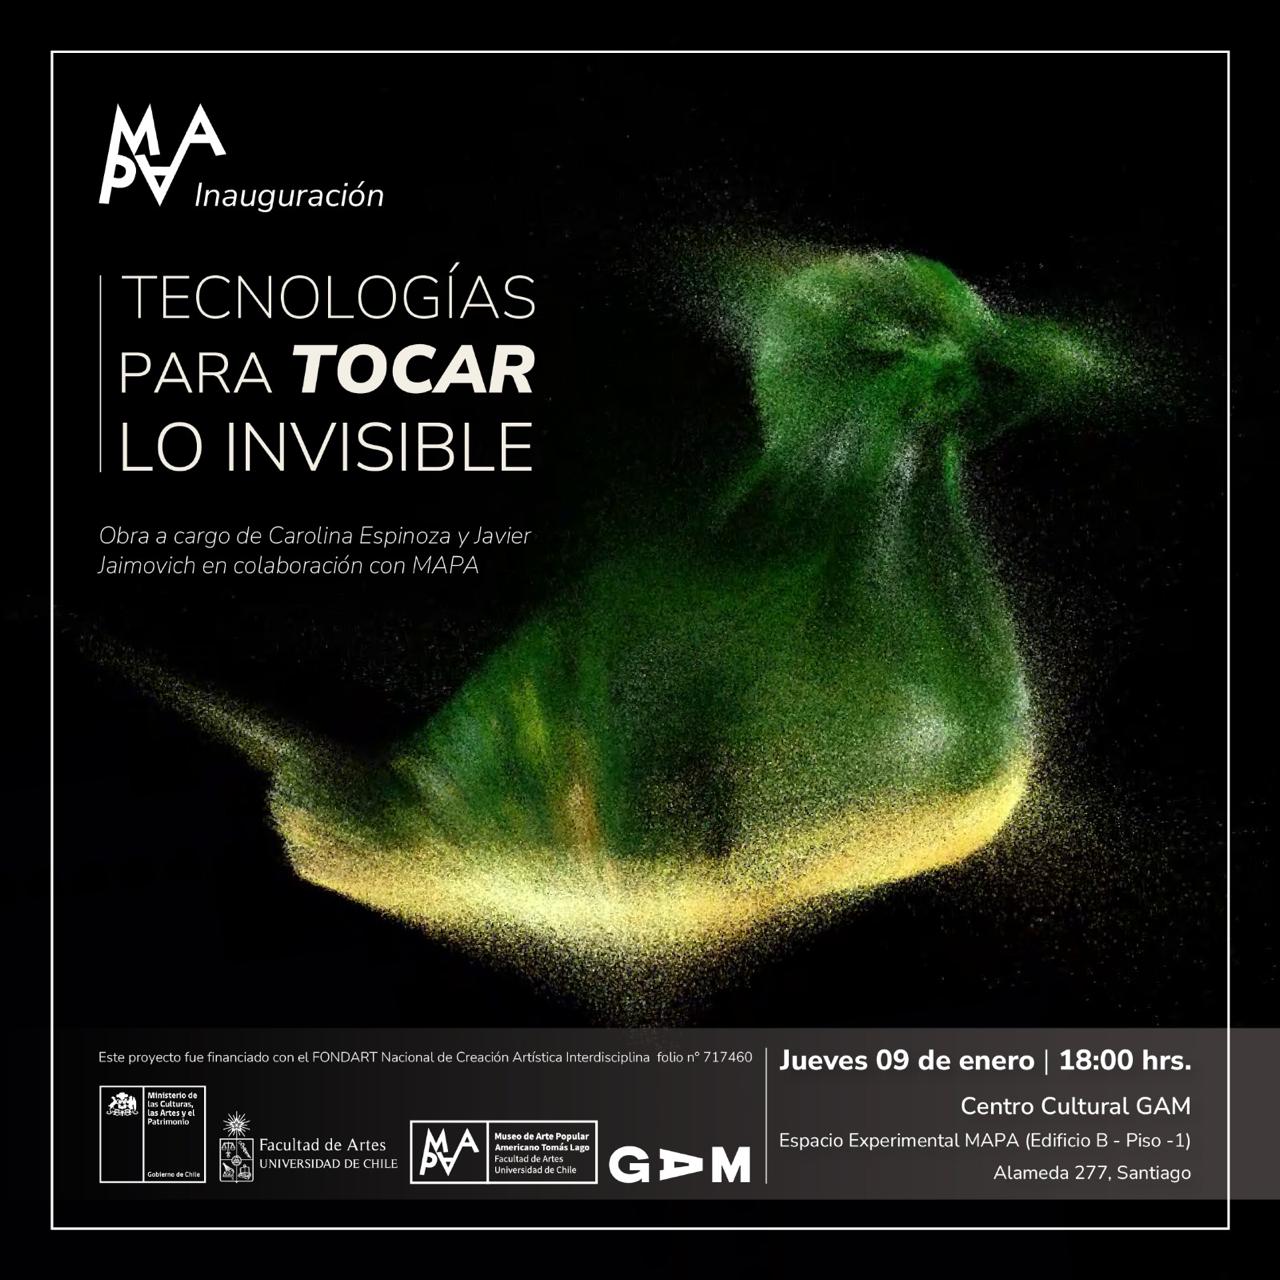 MAPA Inauguración
TECNOLOGÍAS
PARA TOCAR
LO INVISIBLE
Obra a cargo de Carolina Espinoza y Javier
Jaimovich en colaboración con MAPA
Este proyecto fue financiado con el FONDART Nacional de Creación Artística Interdisciplina folio n° 717460
Ministerio de
las Culturas,
las Artes y el
Patrimonio
Gobierno de Chile
Facultad de Artes
UNIVERSIDAD DE CHILE
MAPA
Museo de Arte Popular
Americano Tomás Lago
Facultad de Artes
Universidad de Chile
GAM
Jueves 09 de enero | 18:00 hrs.
Centro Cultural GAM
Espacio Experimental MAPA (Edificio B - Piso -1)
Alameda 277, Santiago